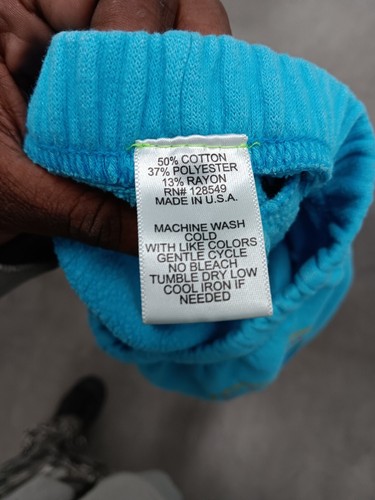 50% COTTON
37% POLYESTER
13% RAYON
RN# 128549
MADE IN U.S.A.
MACHINE WASH
COLD
WITH LIKE COLORS
GENTLE CYCLE
NO BLEACH
TUMBLE DRY LOW
COOL IRON IF
NEEDED